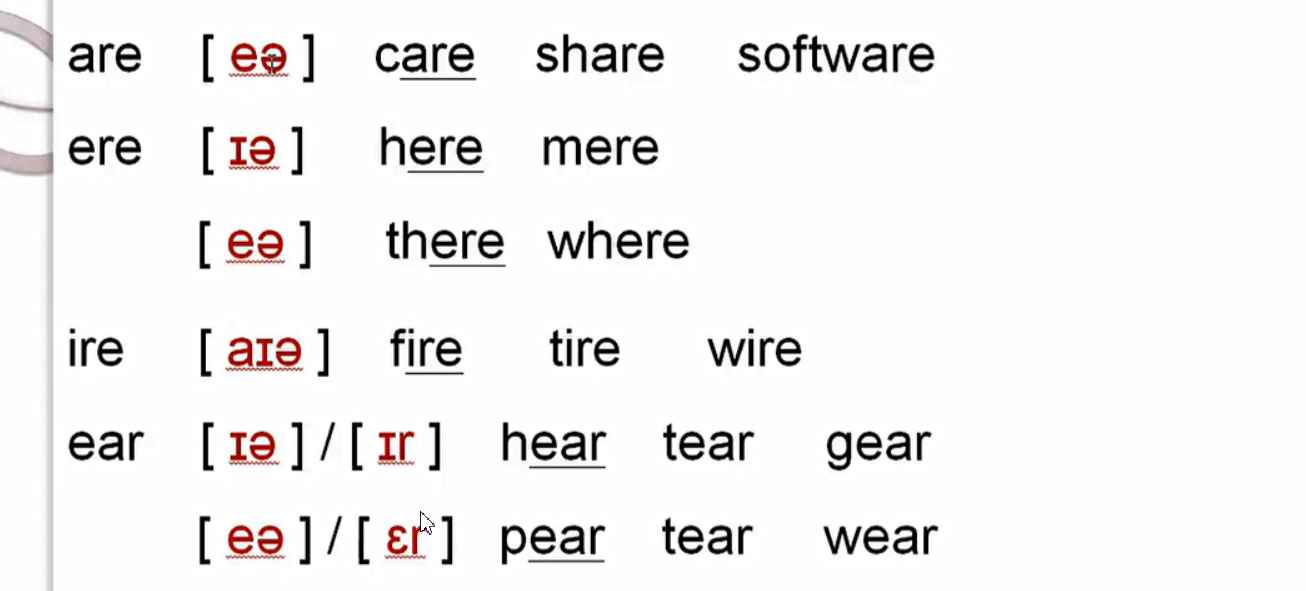 are [ eə ] care share software
ere [ ɪə ] here mere
[ eə ] there where
ire [ aɪə ] fire tire wire
ear [ ɪə ] / [ ɪr ] hear tear gear
[ eə ] / [ ɛr ] pear tear wear